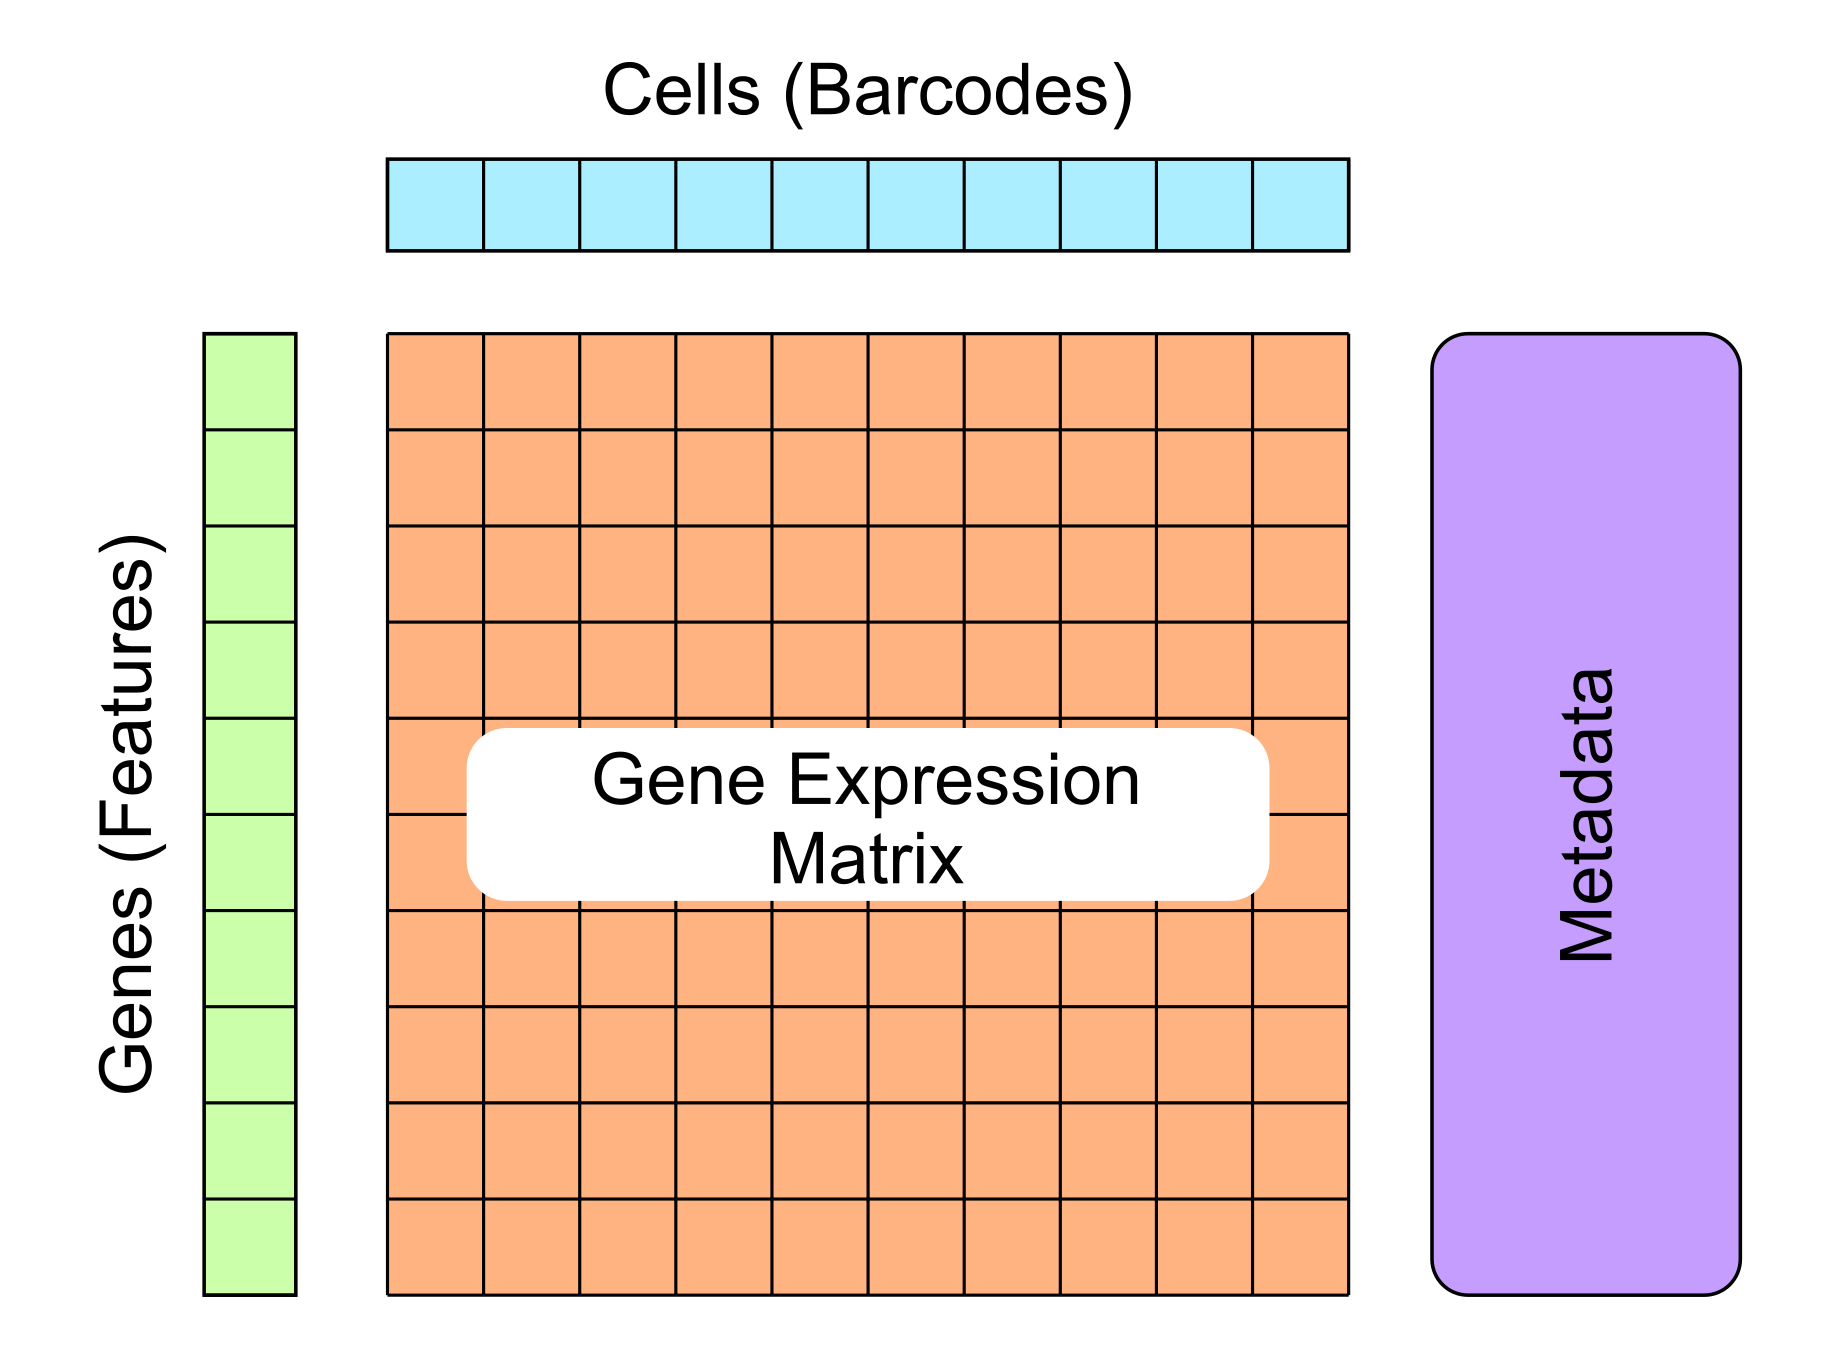 Cells (Barcodes)
Genes (Features)
Gene Expression
Matrix
Metadata